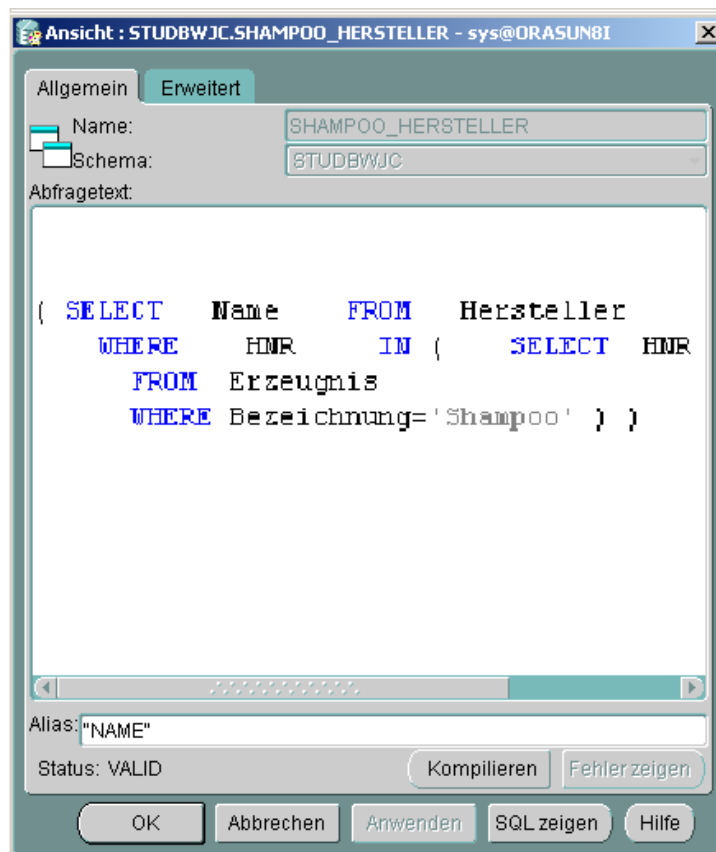 Ansicht : STUDBWJC.SHAMPOO_HERSTELLER - sys@ORASUN8I
Allgemein Erweitert
Name: SHAMPOO_HERSTELLER
Schema: STUDBWJC
Abfragetext:
( SELECT Name FROM Hersteller
WHERE HNR IN ( SELECT HNR
FROM Erzeugnis
WHERE Bezeichnung='Shampoo' ) )
Alias: "NAME"
Status: VALID Kompilieren Fehler zeigen
OK Abbrechen Anwenden SQL zeigen Hilfe